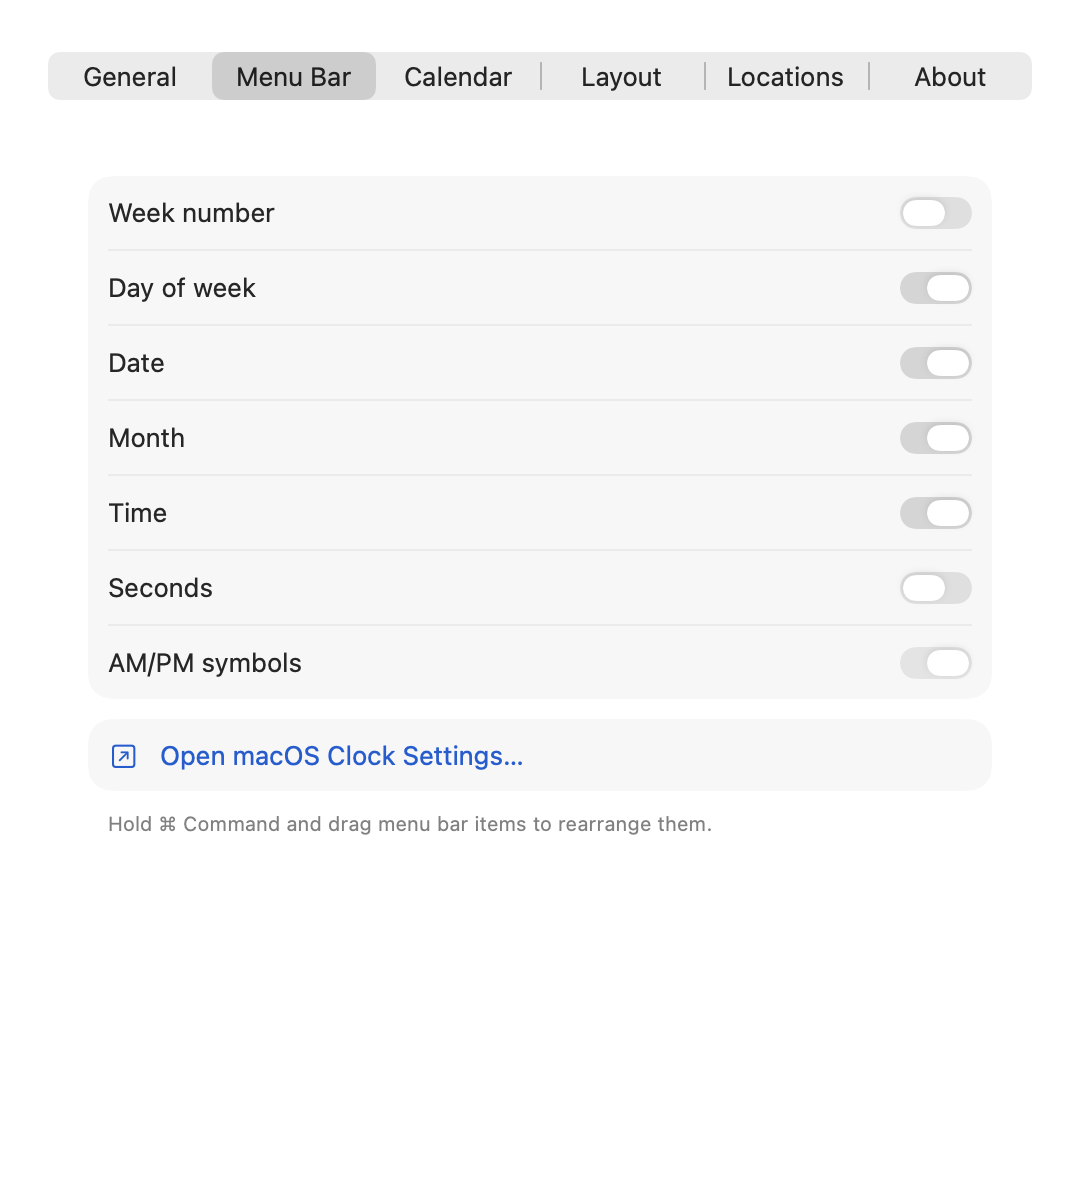 General Menu Bar Calendar Layout Locations About
Week number
Day of week
Date
Month
Time
Seconds
AM/PM symbols
Open macOS Clock Settings...
Hold ⌘ Command and drag menu bar items to rearrange them.